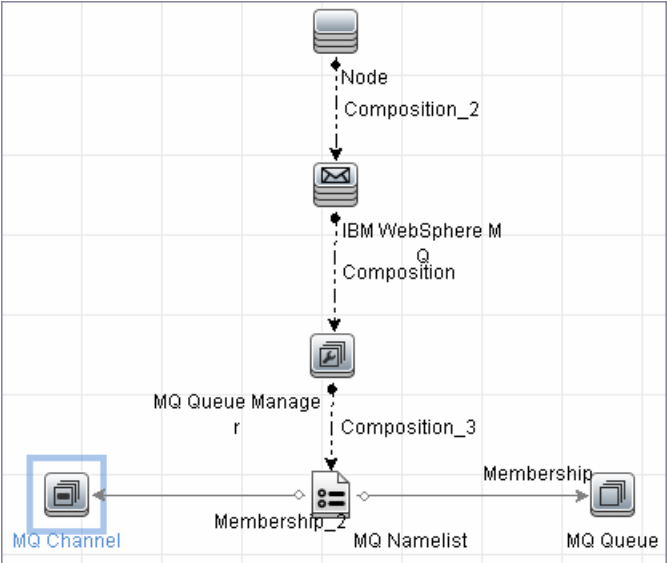 Node
Composition_2
IBM WebSphere M
Q
Composition
MQ Queue Manage
r
Composition_3
Membership
Membership_2
MQ Channel
MQ Namelist
MQ Queue